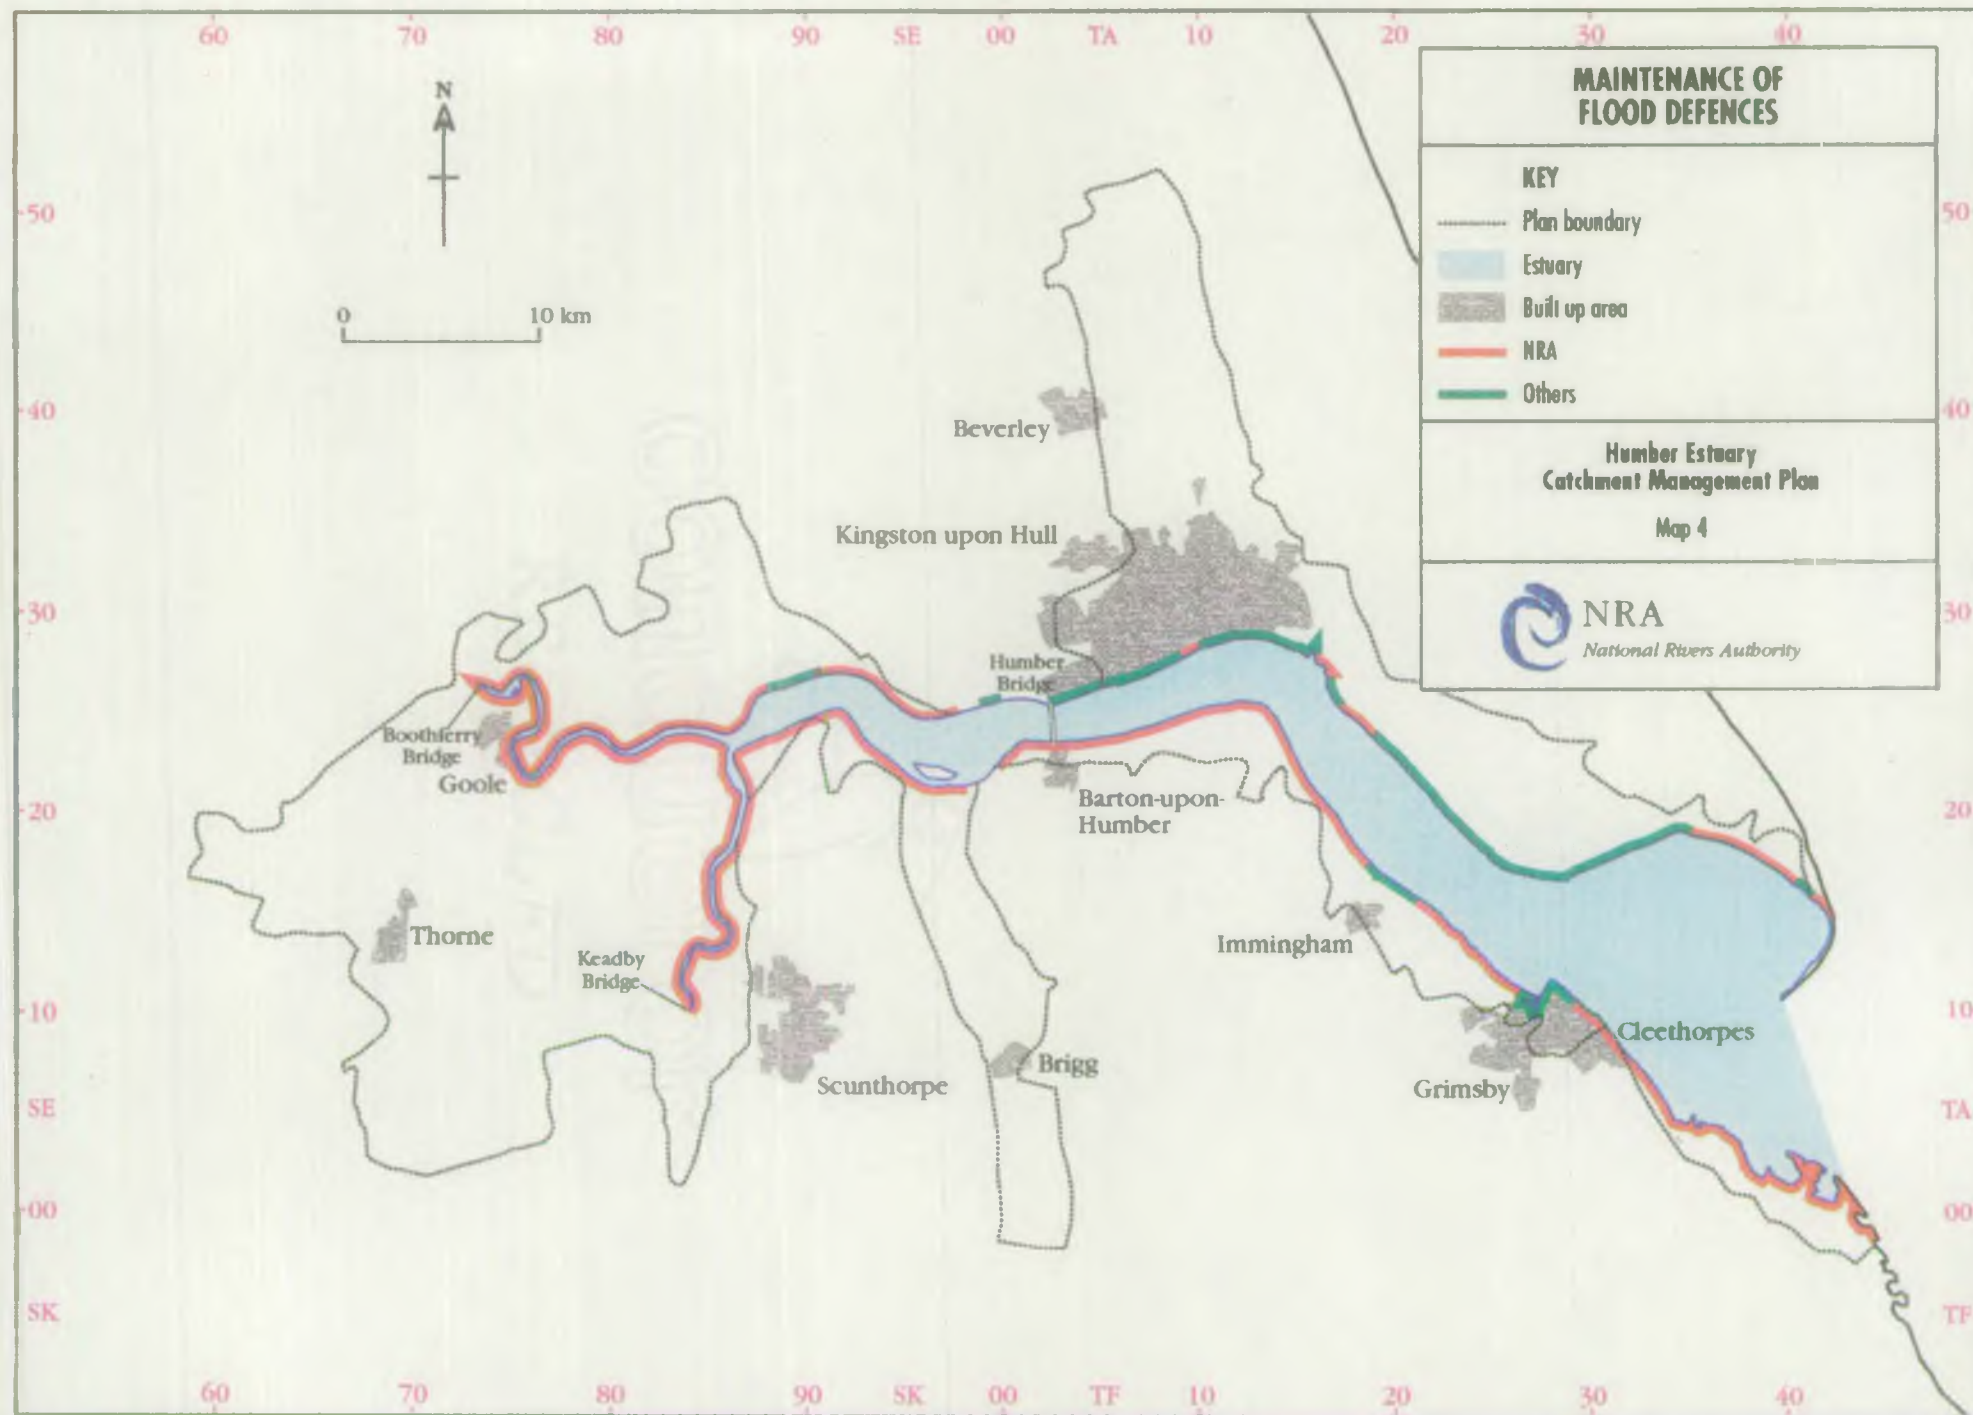 60 70 80 90 SE 00 TA 10 20 30 40
MAINTENANCE OF
FLOOD DEFENCES
KEY
Plan boundary
Estuary
Built up area
NRA
Others
Humber Estuary
Catchment Management Plan
Map 4
NRA
National Rivers Authority
N
0 10 km
50 50
40 40
30 30
20 20
10 10
SE TA
00 00
SK TF
Beverley
Kingston upon Hull
Humber
Bridge
Boothferry
Bridge
Goole
Barton-upon-
Humber
Thorne
Keadby
Bridge
Immingham
Scunthorpe
Brigg
Cleethorpes
Grimsby
60 70 80 90 SK 00 TF 10 20 30 40